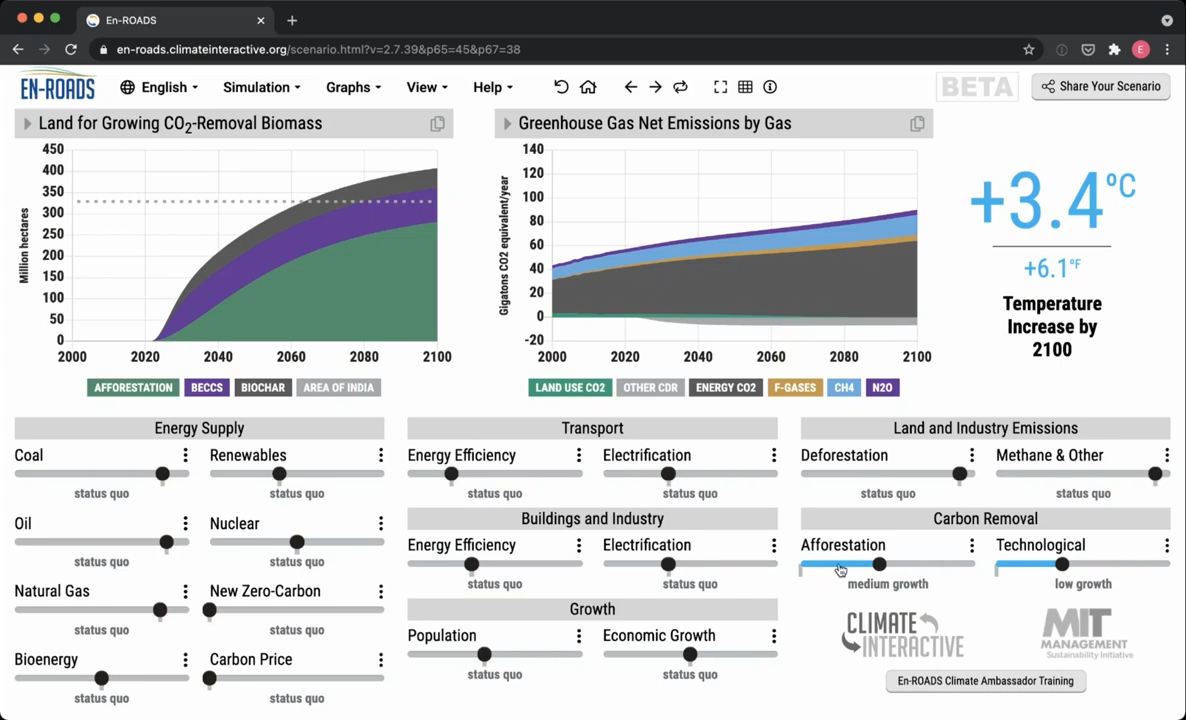 En-ROADS
en-roads.climateinteractive.org/scenario.html?v=2.7.39&p65=45&p67=38
E
EN-ROADS
English
Simulation
Graphs
View
Help
BETA
Share Your Scenario
Land for Growing CO2-Removal Biomass
Million hectares
450
400
350
300
250
200
150
100
50
0
2000 2020 2040 2060 2080 2100
AFFORESTATION BECCS BIOCHAR AREA OF INDIA
Greenhouse Gas Net Emissions by Gas
Gigatons CO2 equivalent/year
140
120
100
80
60
40
20
0
-20
2000 2020 2040 2060 2080 2100
LAND USE CO2 OTHER CDR ENERGY CO2 F-GASES CH4 N2O
+3.4°C
+6.1°F
Temperature
Increase by
2100
Energy Supply
Coal
status quo
Renewables
status quo
Oil
status quo
Nuclear
status quo
Natural Gas
status quo
New Zero-Carbon
status quo
Bioenergy
status quo
Carbon Price
status quo
Transport
Energy Efficiency
status quo
Electrification
status quo
Buildings and Industry
Energy Efficiency
status quo
Electrification
status quo
Growth
Population
status quo
Economic Growth
status quo
Land and Industry Emissions
Deforestation
status quo
Methane & Other
status quo
Carbon Removal
Afforestation
medium growth
Technological
low growth
CLIMATE
INTERACTIVE
MIT
MANAGEMENT
Sustainability Initiative
En-ROADS Climate Ambassador Training